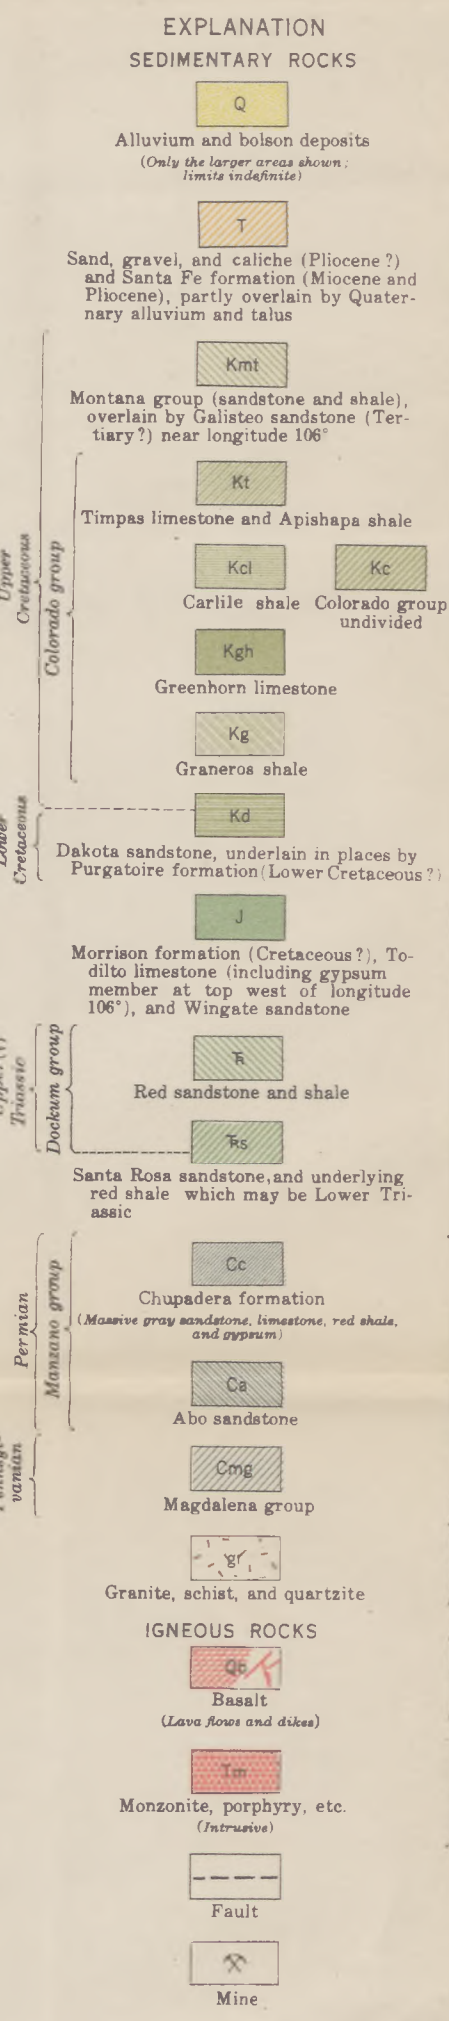 EXPLANATION
SEDIMENTARY ROCKS
Q
Alluvium and bolson deposits
(Only the larger areas shown;
limits indefinite)
T
Sand, gravel, and caliche (Pliocene ?)
and Santa Fe formation (Miocene and
Pliocene), partly overlain by Quater-
nary alluvium and talus
Upper
Cretaceous
Kmt
Montana group (sandstone and shale),
overlain by Galisteo sandstone (Ter-
tiary?) near longitude 106°
Colorado group
Kt
Timpas limestone and Apishapa shale
Kcl
Carlile shale
Kc
Colorado group
undivided
Kgh
Greenhorn limestone
Kg
Graneros shale
Lower
Cretaceous
Kd
Dakota sandstone, underlain in places by
Purgatoire formation (Lower Cretaceous?)
J
Morrison formation (Cretaceous?), To-
dilto limestone (including gypsum
member at top west of longitude
106°), and Wingate sandstone
Triassic
Dockum group
Ꞧ
Red sandstone and shale
Ꞧs
Santa Rosa sandstone, and underlying
red shale which may be Lower Tri-
assic
Permian
Manzano group
Cc
Chupadera formation
(Massive gray sandstone, limestone, red shale,
and gypsum)
Ca
Abo sandstone
vanian
Cmg
Magdalena group
gr
Granite, schist, and quartzite
IGNEOUS ROCKS
Qb
Basalt
(Lava flows and dikes)
Tm
Monzonite, porphyry, etc.
(Intrusive)
Fault
Mine